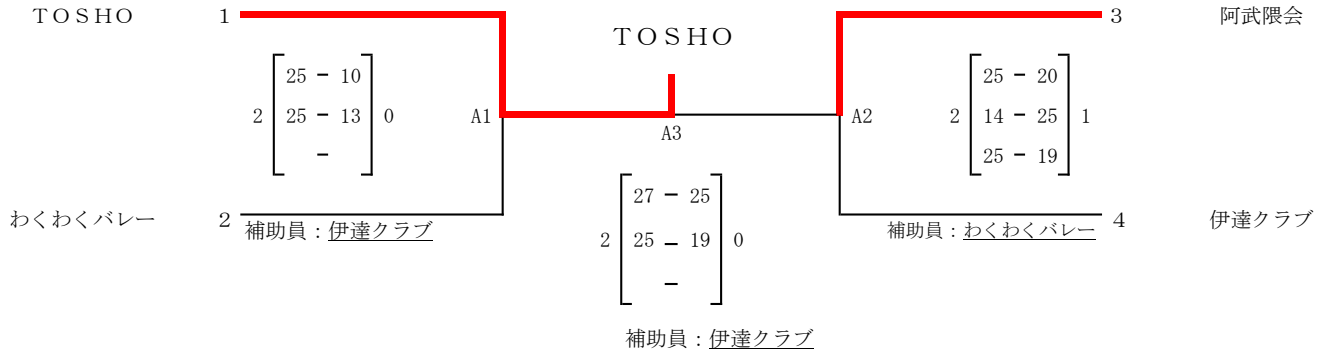 ＴＯＳＨＯ 1
3 阿武隈会
ＴＯＳＨＯ
25 － 10
2 25 － 13 0
－
A1
A3
A2
25 － 20
2 14 － 25 1
25 － 19
わくわくバレー 2
補助員：伊達クラブ
27 － 25
2 25 － 19 0
－
補助員：伊達クラブ
補助員：わくわくバレー
4 伊達クラブ